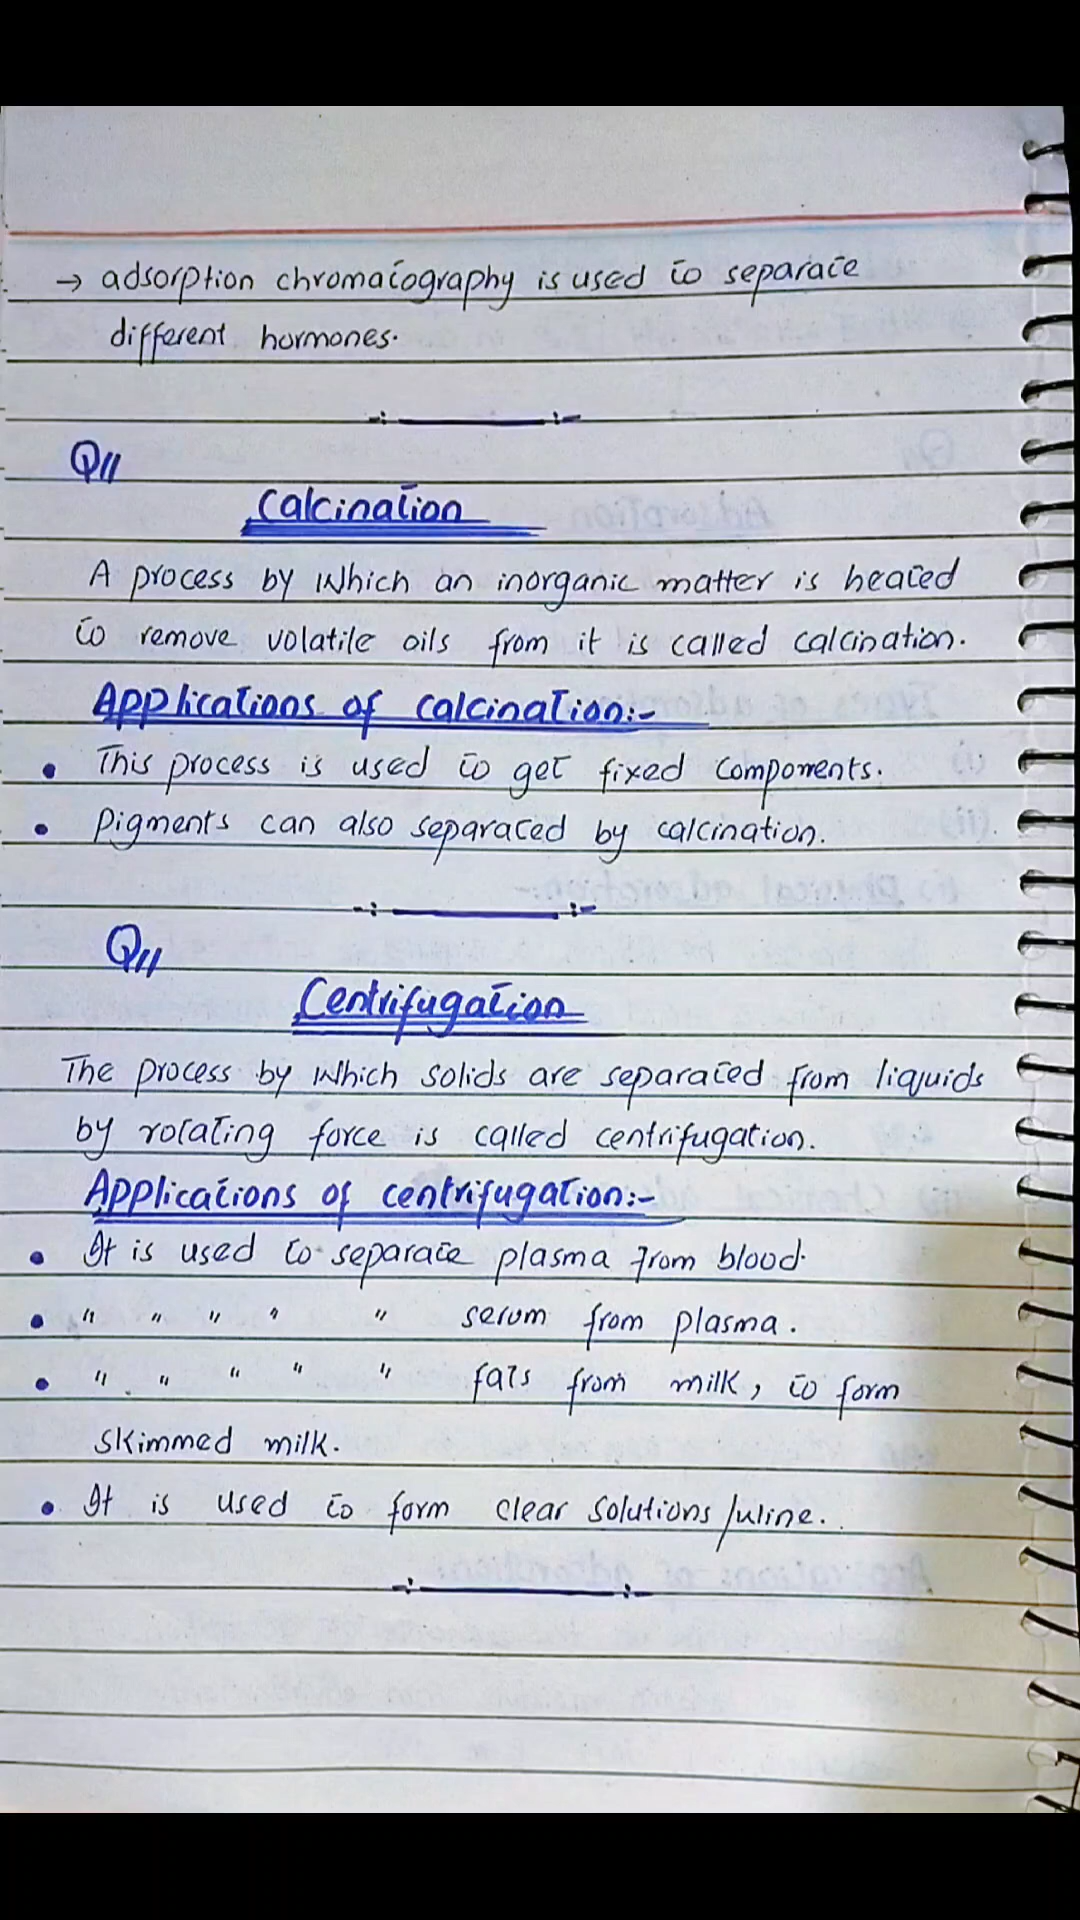 → adsorption chromatography is used to separate
different hormones.
Q//
Calcination
A process by which an inorganic matter is heated
to remove volatile oils from it is called calcination.
Applications of calcination:-
• This process is used to get fixed components.
• Pigments can also separated by calcination.
Q//
Centrifugation
The process by which solids are separated from liquids
by rotating force is called centrifugation.
Applications of centrifugation:-
• It is used to separate plasma from blood.
• " " " " " serum from plasma.
• " " " " " fats from milk, to form
skimmed milk.
• It is used to form clear solutions /